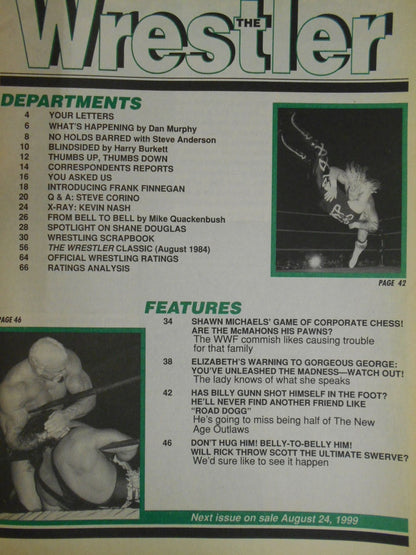 THE
Wrestler
DEPARTMENTS
4 YOUR LETTERS
6 WHAT'S HAPPENING by Dan Murphy
8 NO HOLDS BARRED with Steve Anderson
10 BLINDSIDED by Harry Burkett
12 THUMBS UP, THUMBS DOWN
14 CORRESPONDENTS REPORTS
16 YOU ASKED US
18 INTRODUCING FRANK FINNEGAN
20 Q & A: STEVE CORINO
24 X-RAY: KEVIN NASH
26 FROM BELL TO BELL by Mike Quackenbush
28 SPOTLIGHT ON SHANE DOUGLAS
30 WRESTLING SCRAPBOOK
56 THE WRESTLER CLASSIC (August 1984)
64 OFFICIAL WRESTLING RATINGS
66 RATINGS ANALYSIS
PAGE 42
FEATURES
PAGE 46
34 SHAWN MICHAELS' GAME OF CORPORATE CHESS!
ARE THE McMAHONS HIS PAWNS?
The WWF commish likes causing trouble
for that family
38 ELIZABETH'S WARNING TO GORGEOUS GEORGE:
YOU'VE UNLEASHED THE MADNESS—WATCH OUT!
The lady knows of what she speaks
42 HAS BILLY GUNN SHOT HIMSELF IN THE FOOT?
HE'LL NEVER FIND ANOTHER FRIEND LIKE
"ROAD DOGG"
He's going to miss being half of The New
Age Outlaws
46 DON'T HUG HIM! BELLY-TO-BELLY HIM!
WILL RICK THROW SCOTT THE ULTIMATE SWERVE?
We'd sure like to see it happen
Next issue on sale August 24, 1999